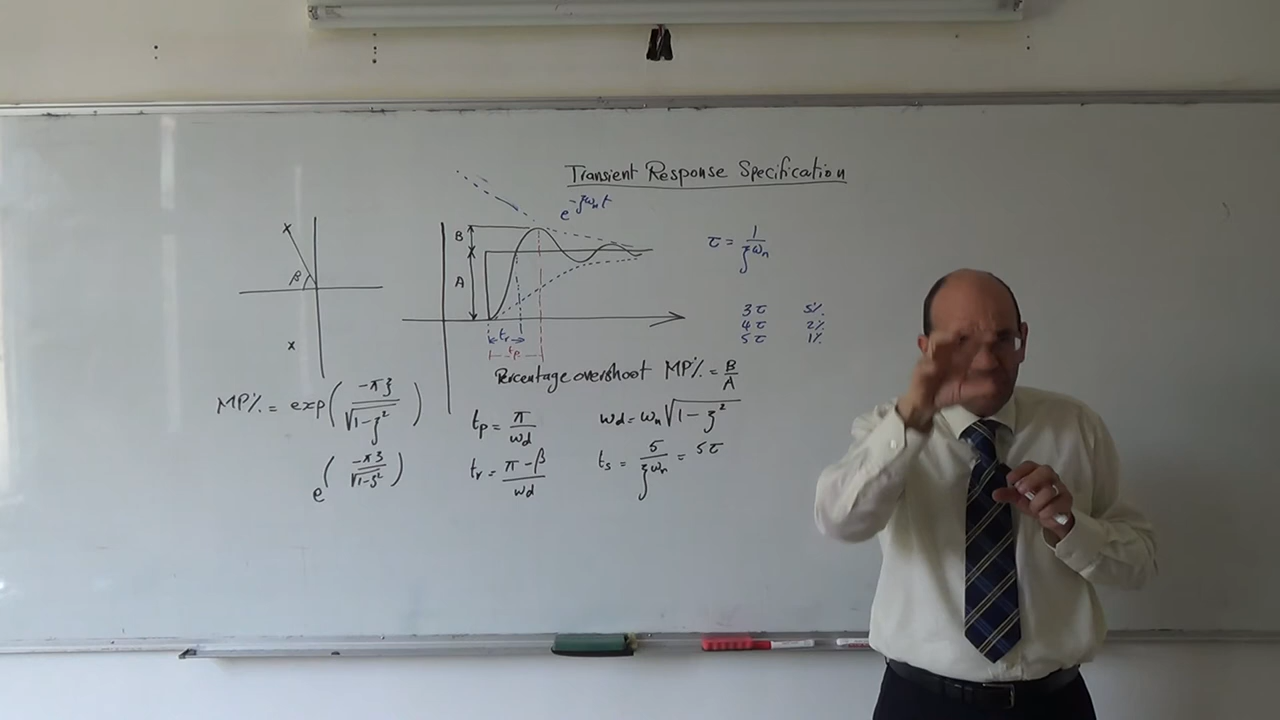 Transient Response Specification
e^-ζωnt
B
A
β
x
x
τ = 1/ζωn
3τ 5%
4τ 2%
5τ 1%
tr
tp
Percentage overshoot MP% = B/A
MP% = exp(-πζ/√1-ζ²)
e^(-πζ/√1-ζ²)
tp = π/ωd
ωd = ωn√1-ζ²
tr = π-β/ωd
ts = 5/ζωn = 5τ